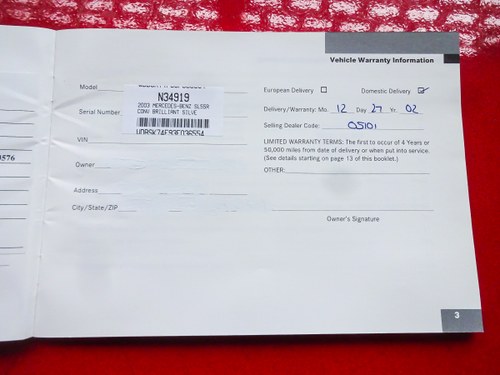 Vehicle Warranty Information
Model
N34919
2003 MERCEDES-BENZ SL55R
CONV BRILLIANT SILVE
Serial Number
VIN
Owner
Address
City/State/ZIP
European Delivery
Domestic Delivery
Delivery/Warranty: Mo. 12 Day 27 Yr. 02
Selling Dealer Code: 05101
LIMITED WARRANTY TERMS: The first to occur of 4 Years or
50,000 miles from date of delivery or when put into service.
(See details starting on page 13 of this booklet.)
OTHER:
Owner's Signature
3